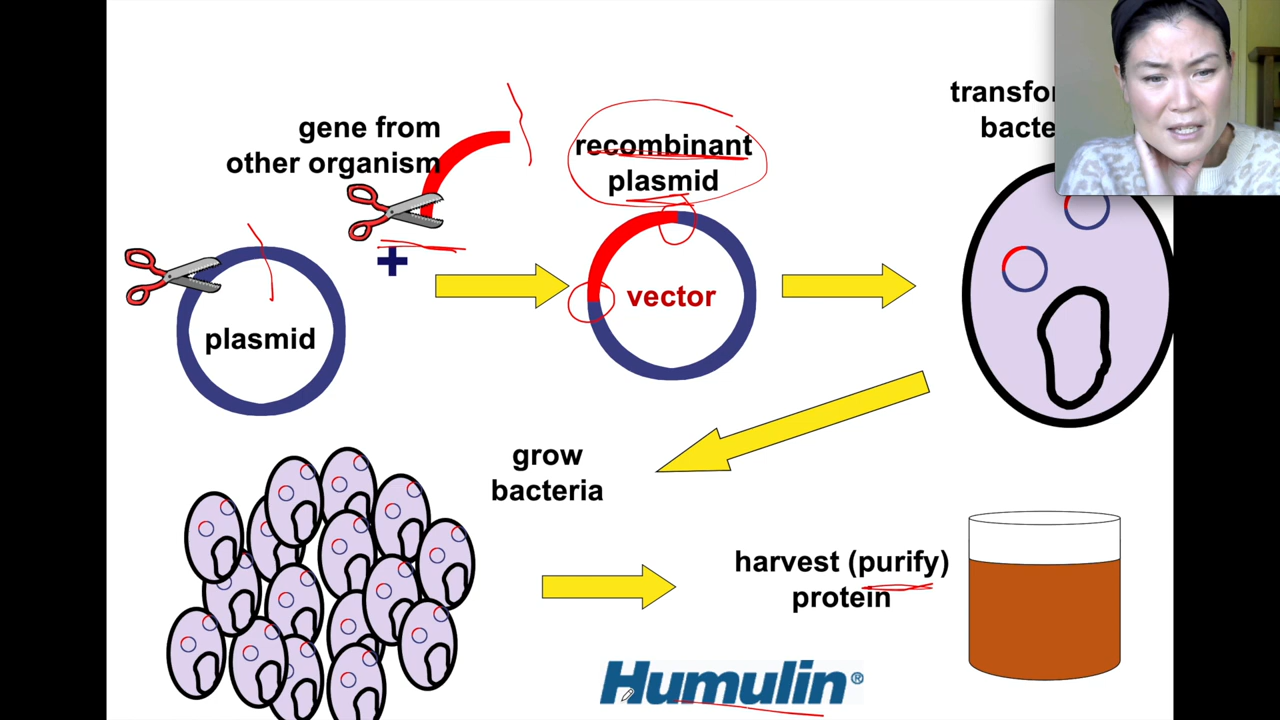 gene from
other organism
plasmid
+
recombinant
plasmid
vector
grow
bacteria
harvest (purify)
protein
Humulin®